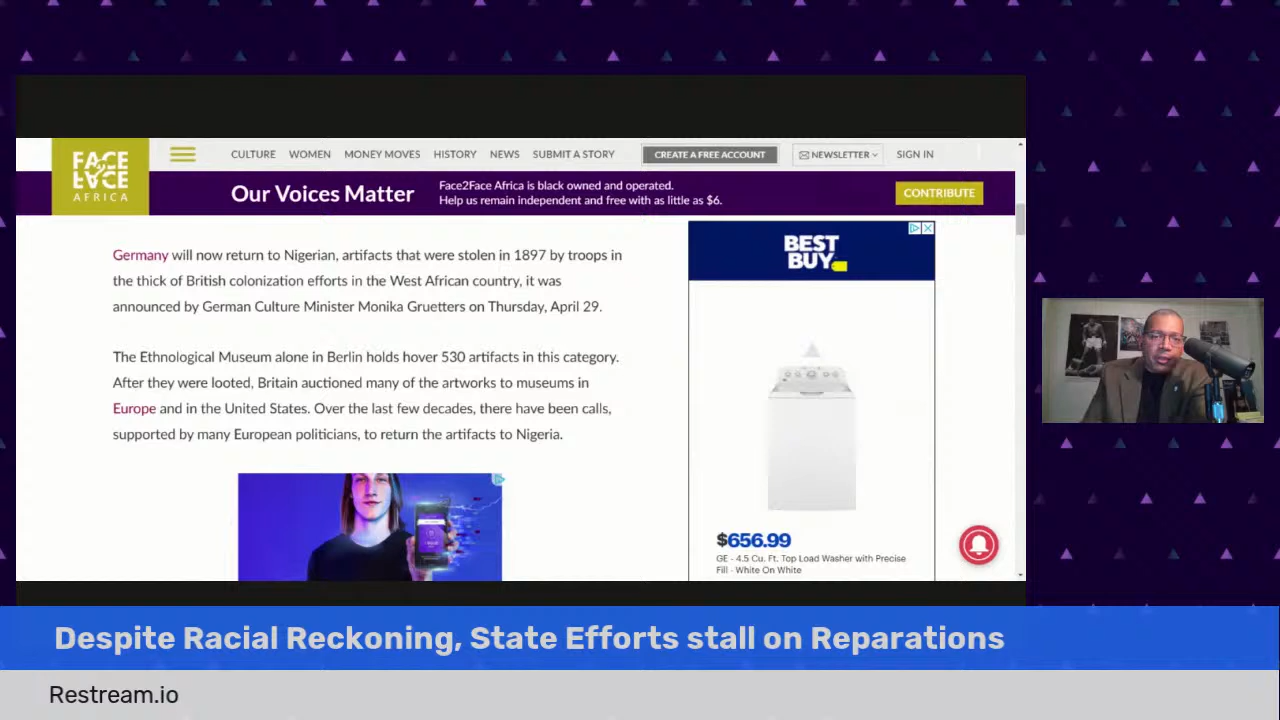 FACE
FACE
AFRICA
CULTURE WOMEN MONEY MOVES HISTORY NEWS SUBMIT A STORY CREATE A FREE ACCOUNT NEWSLETTER SIGN IN
Our Voices Matter
Face2Face Africa is black owned and operated.
Help us remain independent and free with as little as $6.
CONTRIBUTE
Germany will now return to Nigerian, artifacts that were stolen in 1897 by troops in
the thick of British colonization efforts in the West African country, it was
announced by German Culture Minister Monika Gruetters on Thursday, April 29.
The Ethnological Museum alone in Berlin holds hover 530 artifacts in this category.
After they were looted, Britain auctioned many of the artworks to museums in
Europe and in the United States. Over the last few decades, there have been calls,
supported by many European politicians, to return the artifacts to Nigeria.
BEST
BUY
$656.99
GE - 4.5 Cu. Ft. Top Load Washer with Precise
Fill - White On White
Despite Racial Reckoning, State Efforts stall on Reparations
Restream.io